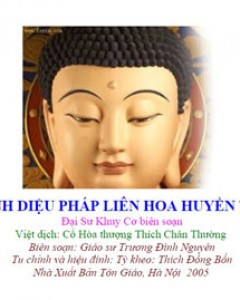 NH DIỆU PHÁP LIÊN HOA HUYỀN
Đại Sư Khuy Cơ biên soạn
Việt dịch: Cố Hòa thượng Thích Chân Thường
Biên soạn: Giáo sư Trương Đình Nguyên
Tu chỉnh và hiệu đính: Tỳ kheo: Thích Đồng Bổn
Nhà Xuất Bản Tôn Giáo, Hà Nội 2005